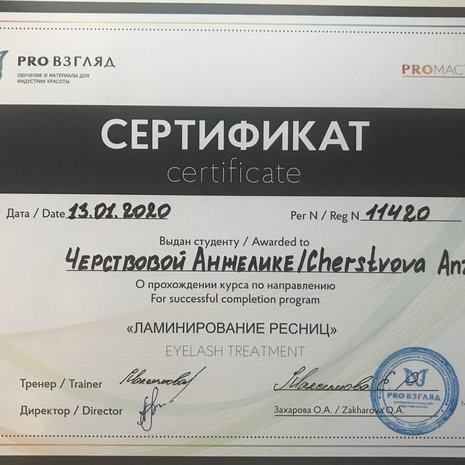 PRO ВЗГЛЯД
ОБУЧЕНИЕ И МАТЕРИАЛЫ ДЛЯ
ИНДУСТРИИ КРАСОТЫ
PROMAC
СЕРТИФИКАТ
certificate
Дата / Date 13.01.2020
Рег N / Reg N 11420
Выдан студенту / Awarded to
Черствовой Анжелике/Cherstvova An
О прохождении курса по направлению
For successful completion program
«ЛАМИНИРОВАНИЕ РЕСНИЦ»
EYELASH TREATMENT
Тренер / Trainer
Директор / Director
Захарова О.А. / Zakharova O.A.
PRO ВЗГЛЯД